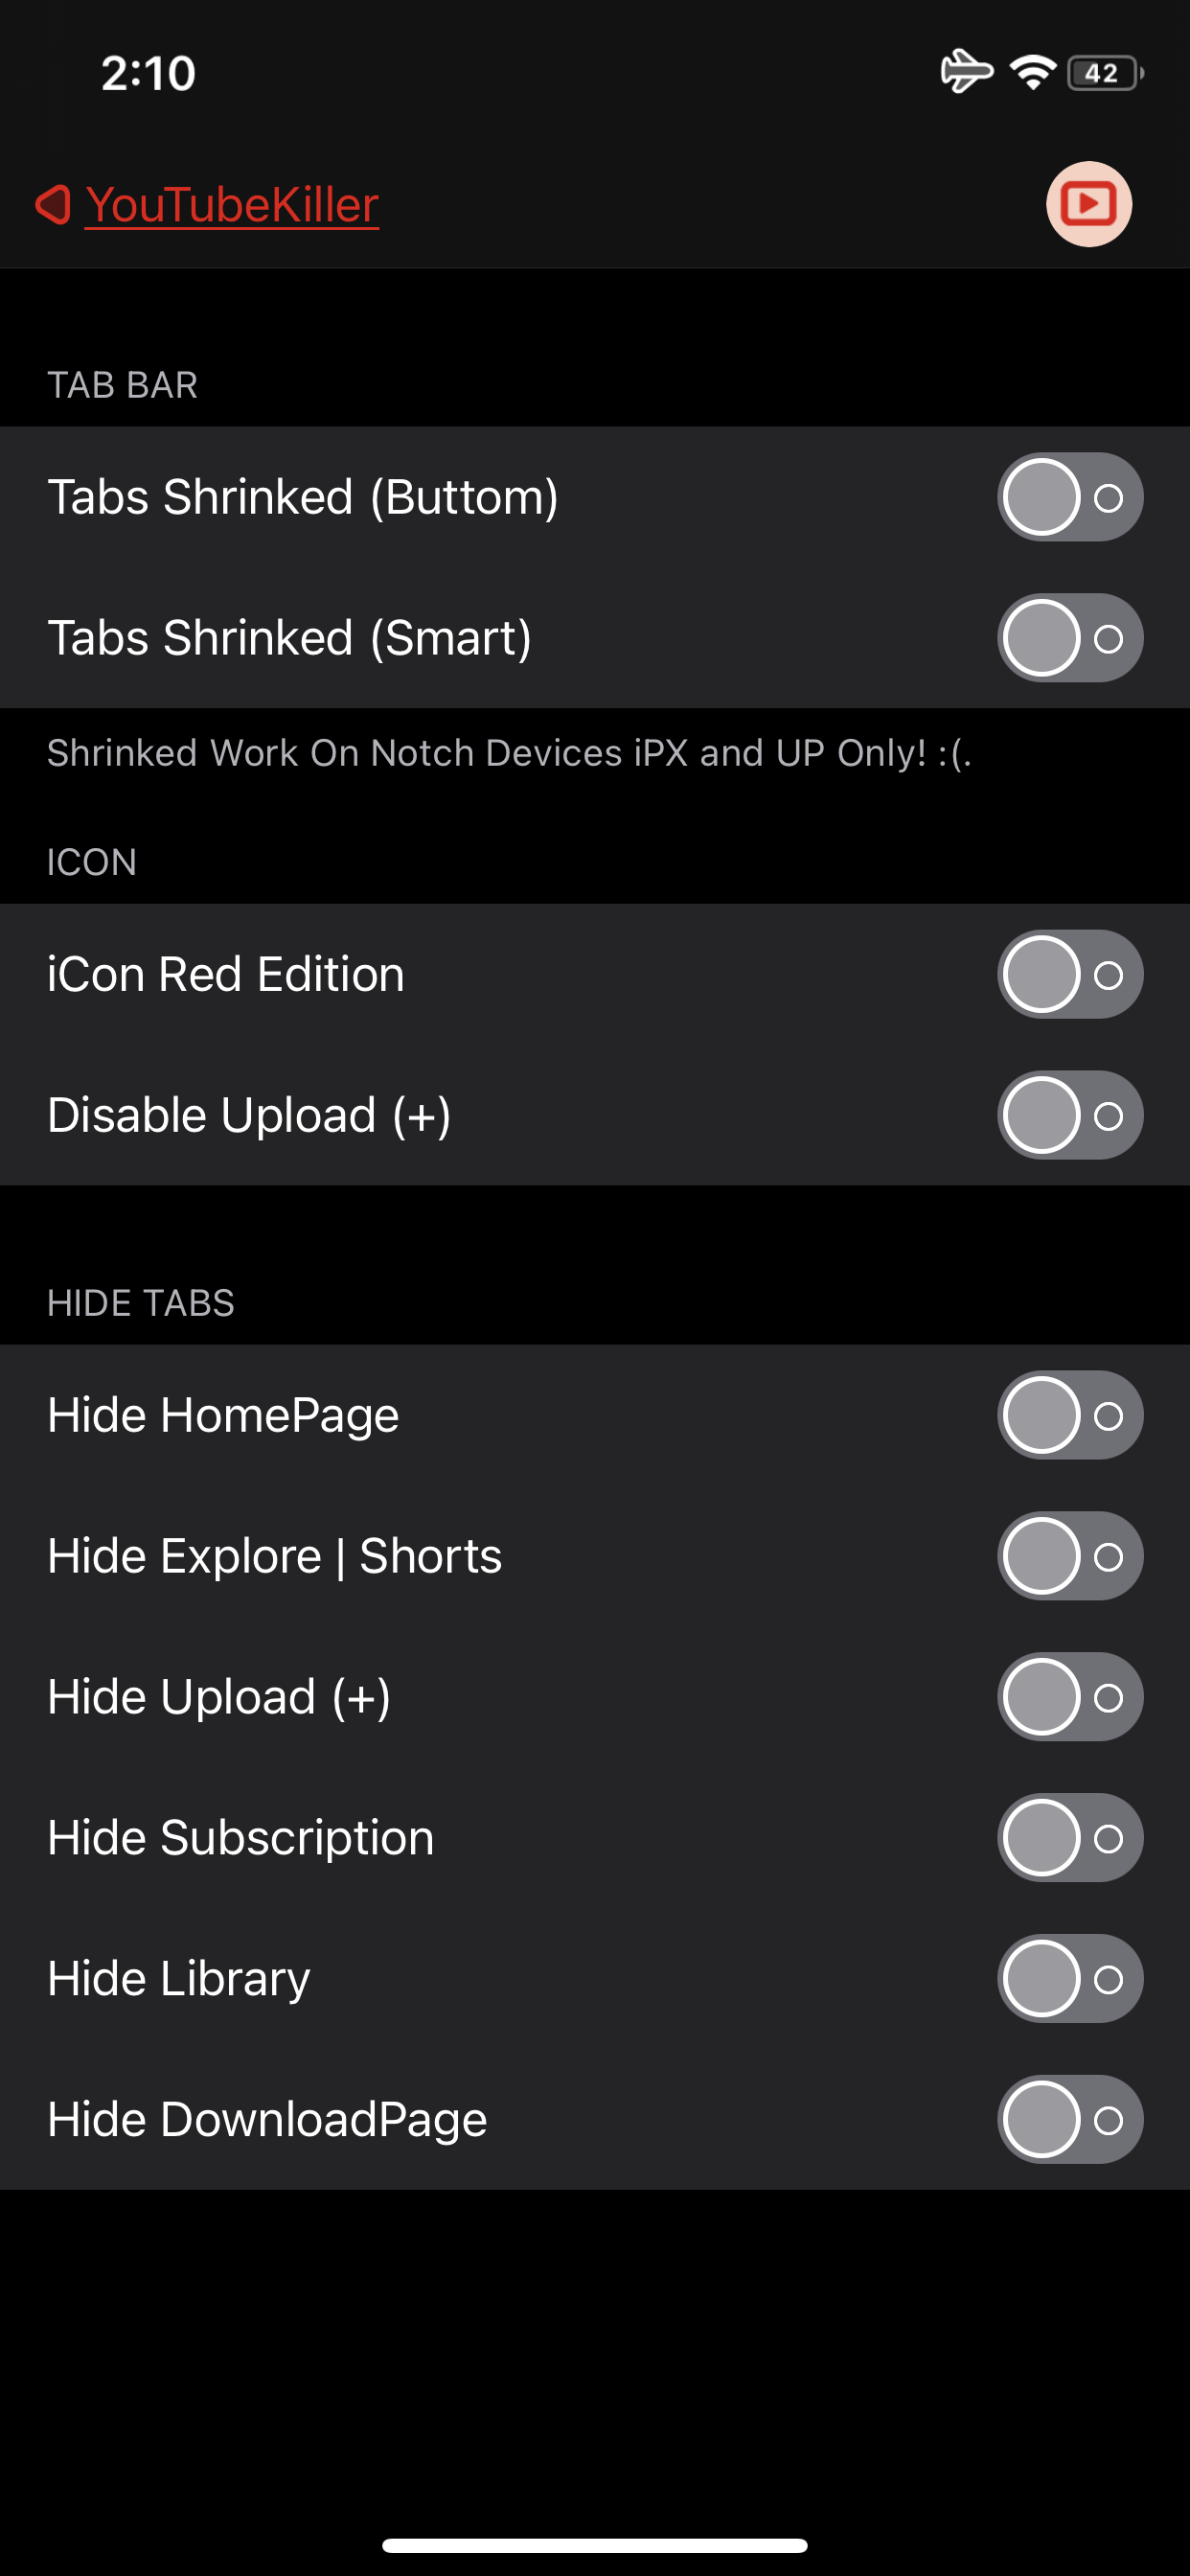 2:10
42
YouTubeKiller
TAB BAR
Tabs Shrinked (Buttom)
Tabs Shrinked (Smart)
Shrinked Work On Notch Devices iPX and UP Only! :(.
ICON
iCon Red Edition
Disable Upload (+)
HIDE TABS
Hide HomePage
Hide Explore | Shorts
Hide Upload (+)
Hide Subscription
Hide Library
Hide DownloadPage